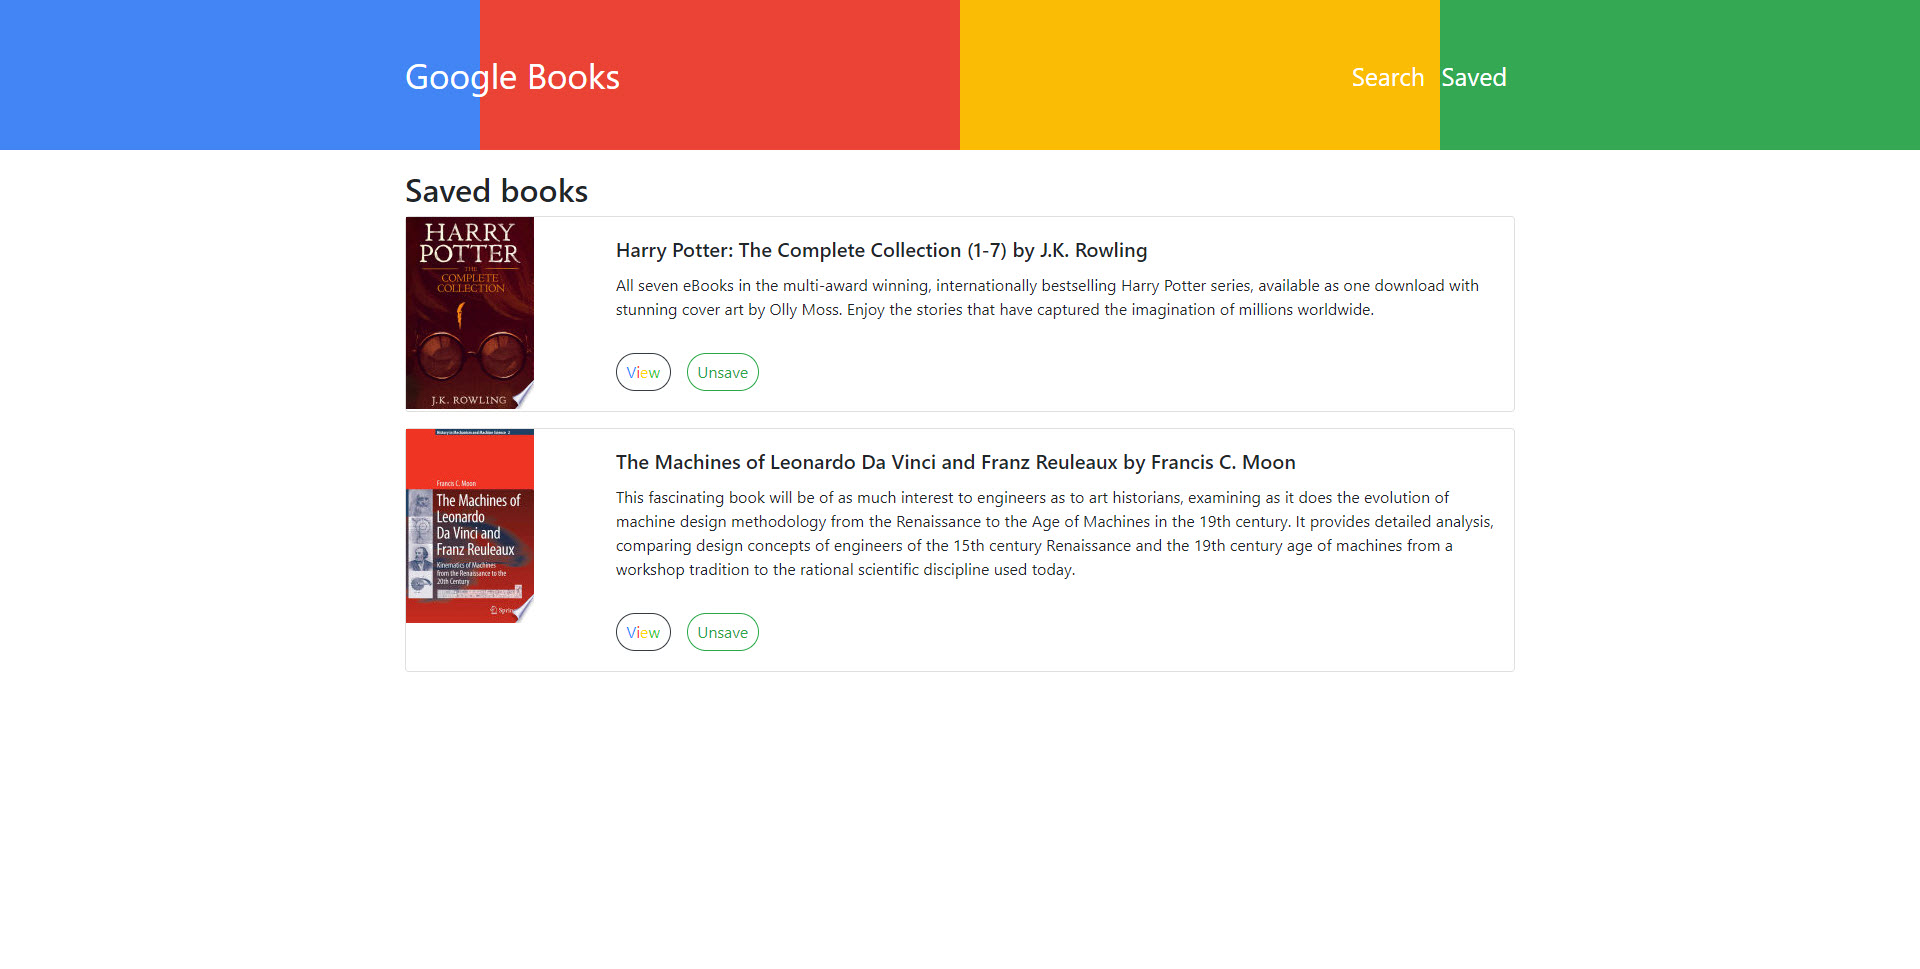 Google Books
Search Saved
Saved books
HARRY
POTTER
THE
COMPLETE
COLLECTION
J.K. ROWLING
Harry Potter: The Complete Collection (1-7) by J.K. Rowling
All seven eBooks in the multi-award winning, internationally bestselling Harry Potter series, available as one download with
stunning cover art by Olly Moss. Enjoy the stories that have captured the imagination of millions worldwide.
View Unsave
History in Mechanism and Machine Science 2
Francis C. Moon
The Machines of
Leonardo
Da Vinci and
Franz Reuleaux
Kinematics of Machines
from the Renaissance to the
20th Century
The Machines of Leonardo Da Vinci and Franz Reuleaux by Francis C. Moon
This fascinating book will be of as much interest to engineers as to art historians, examining as it does the evolution of
machine design methodology from the Renaissance to the Age of Machines in the 19th century. It provides detailed analysis,
comparing design concepts of engineers of the 15th century Renaissance and the 19th century age of machines from a
workshop tradition to the rational scientific discipline used today.
View Unsave